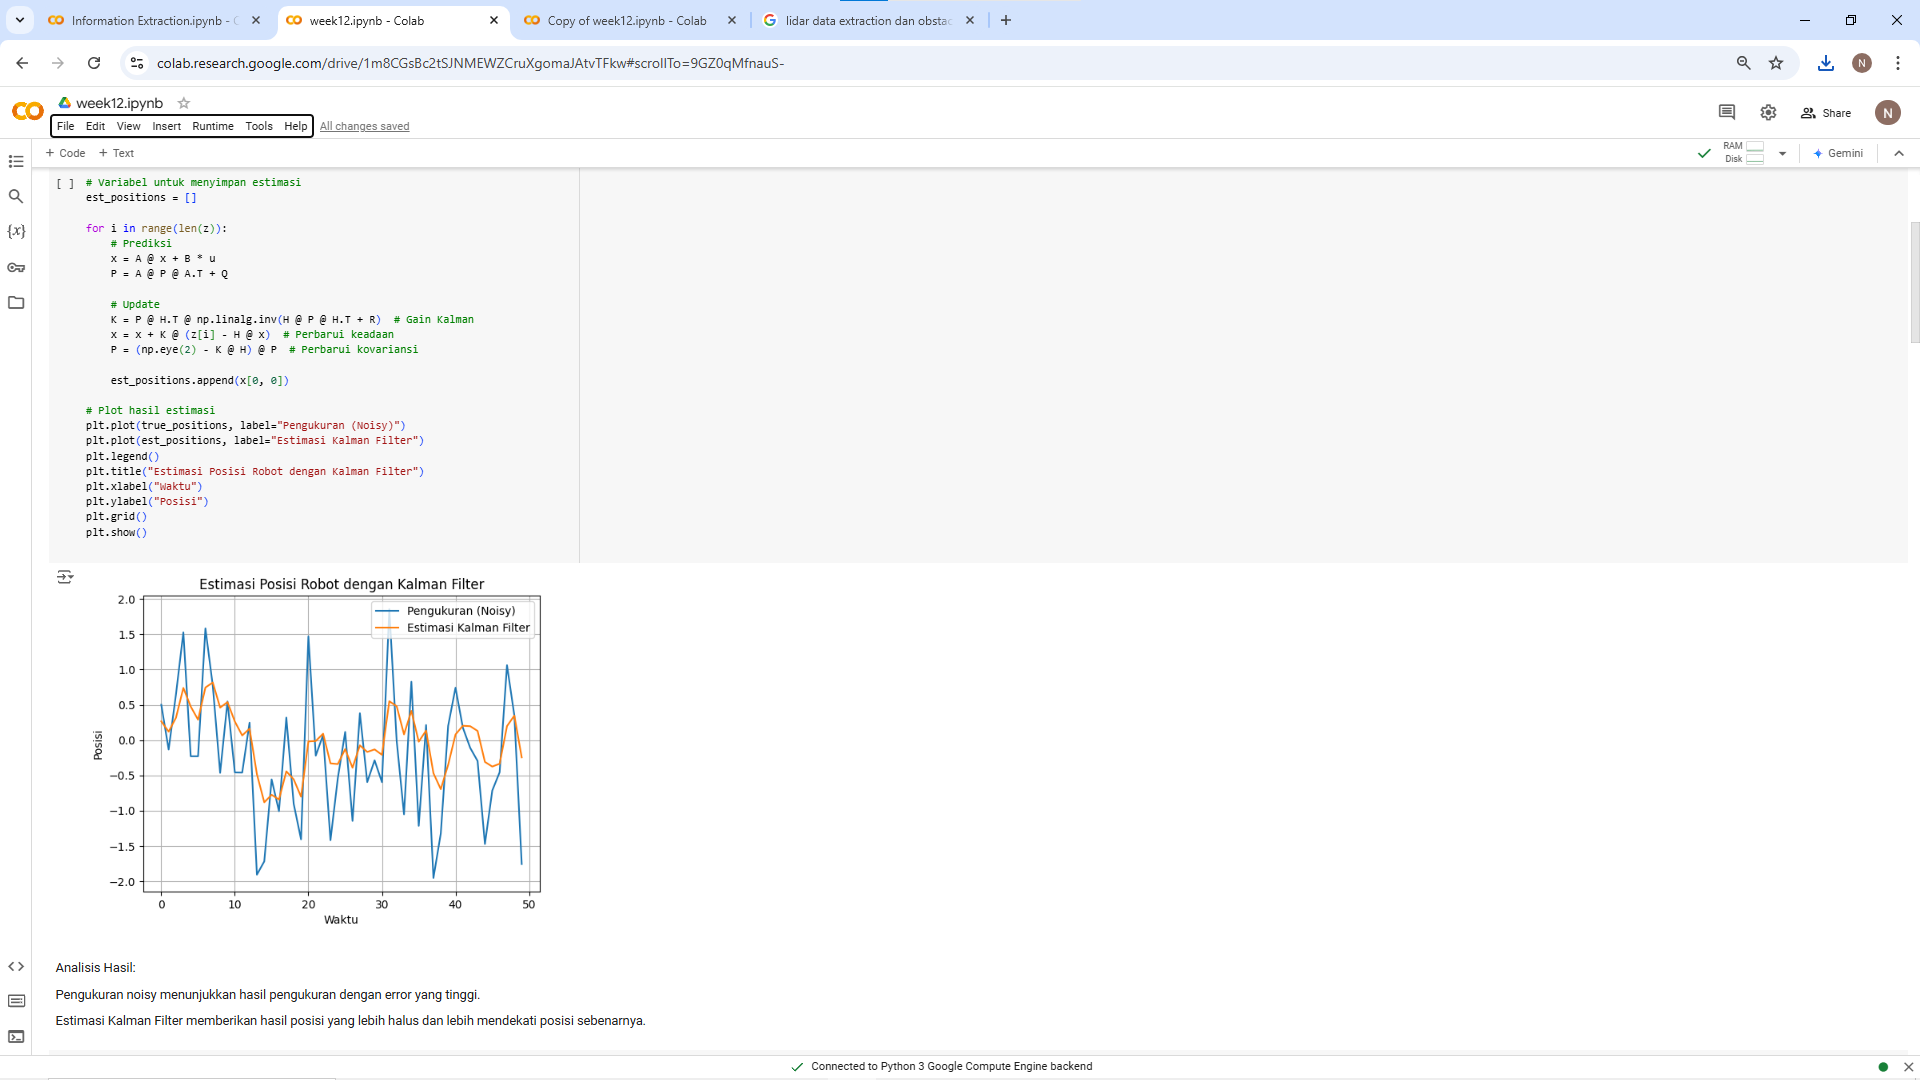 Information Extraction.ipynb - C
week12.ipynb - Colab
Copy of week12.ipynb - Colab
lidar data extraction dan obsta
colab.research.google.com/drive/1m8CGsBc2tSJNMEWZCruXgomaJAtvTFkw#scrollTo=9GZ0qMfnauS-
N
week12.ipynb
File Edit View Insert Runtime Tools Help All changes saved
Share
N
+ Code + Text
RAM
Disk
Gemini
[ ] # Variabel untuk menyimpan estimasi
est_positions = []
for i in range(len(z)):
    # Prediksi
    x = A @ x + B * u
    P = A @ P @ A.T + Q
    # Update
    K = P @ H.T @ np.linalg.inv(H @ P @ H.T + R)  # Gain Kalman
    x = x + K @ (z[i] - H @ x)  # Perbarui keadaan
    P = (np.eye(2) - K @ H) @ P  # Perbarui kovariansi
    est_positions.append(x[0, 0])
# Plot hasil estimasi
plt.plot(true_positions, label="Pengukuran (Noisy)")
plt.plot(est_positions, label="Estimasi Kalman Filter")
plt.legend()
plt.title("Estimasi Posisi Robot dengan Kalman Filter")
plt.xlabel("Waktu")
plt.ylabel("Posisi")
plt.grid()
plt.show()
{x}
Estimasi Posisi Robot dengan Kalman Filter
Pengukuran (Noisy)
Estimasi Kalman Filter
2.0
1.5
1.0
0.5
0.0
−0.5
−1.0
−1.5
−2.0
Posisi
0 10 20 30 40 50
Waktu
Analisis Hasil:
Pengukuran noisy menunjukkan hasil pengukuran dengan error yang tinggi.
Estimasi Kalman Filter memberikan hasil posisi yang lebih halus dan lebih mendekati posisi sebenarnya.
Connected to Python 3 Google Compute Engine backend